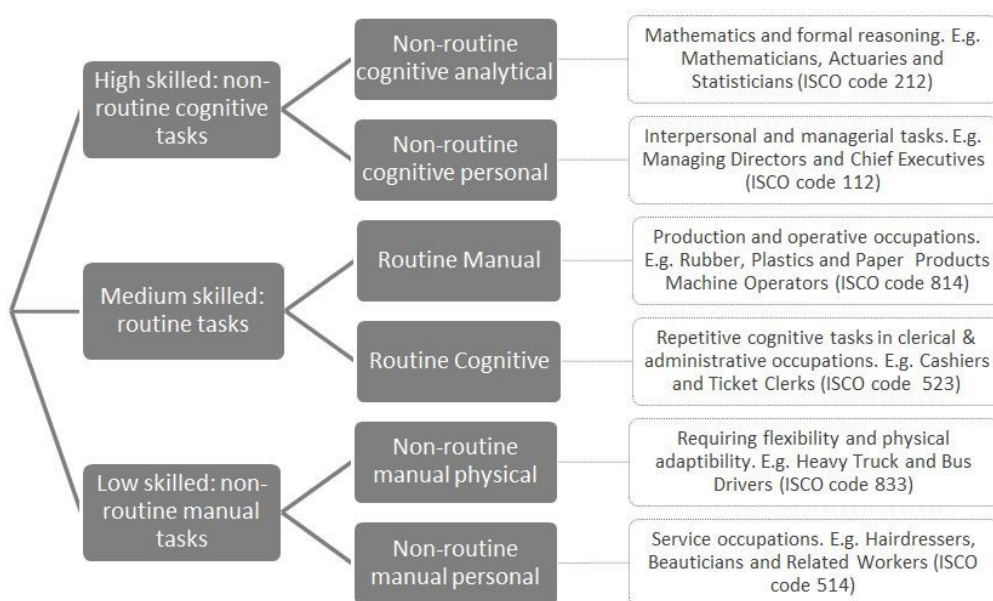 High skilled: non-
routine cognitive
tasks
Non-routine
cognitive analytical
Mathematics and formal reasoning. E.g.
Mathematicians, Actuaries and
Statisticians (ISCO code 212)
Non-routine
cognitive personal
Interpersonal and managerial tasks. E.g.
Managing Directors and Chief Executives
(ISCO code 112)
Medium skilled:
routine tasks
Routine Manual
Production and operative occupations.
E.g. Rubber, Plastics and Paper Products
Machine Operators (ISCO code 814)
Routine Cognitive
Repetitive cognitive tasks in clerical &
administrative occupations. E.g. Cashiers
and Ticket Clerks (ISCO code 523)
Low skilled: non-
routine manual
tasks
Non-routine
manual physical
Requiring flexibility and physical
adaptibility. E.g. Heavy Truck and Bus
Drivers (ISCO code 833)
Non-routine
manual personal
Service occupations. E.g. Hairdressers,
Beauticians and Related Workers (ISCO
code 514)